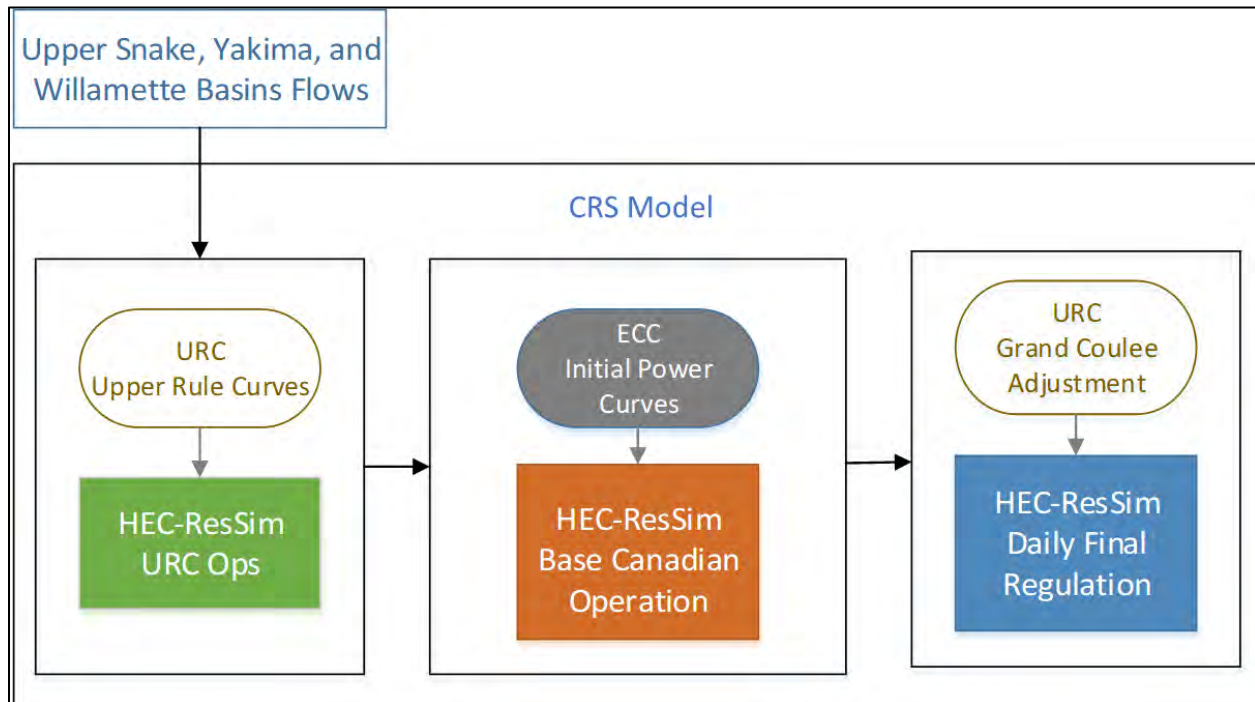 Upper Snake, Yakima, and
Willamette Basins Flows
CRS Model
URC
Upper Rule Curves
HEC-ResSim
URC Ops
ECC
Initial Power
Curves
HEC-ResSim
Base Canadian
Operation
URC
Grand Coulee
Adjustment
HEC-ResSim
Daily Final
Regulation